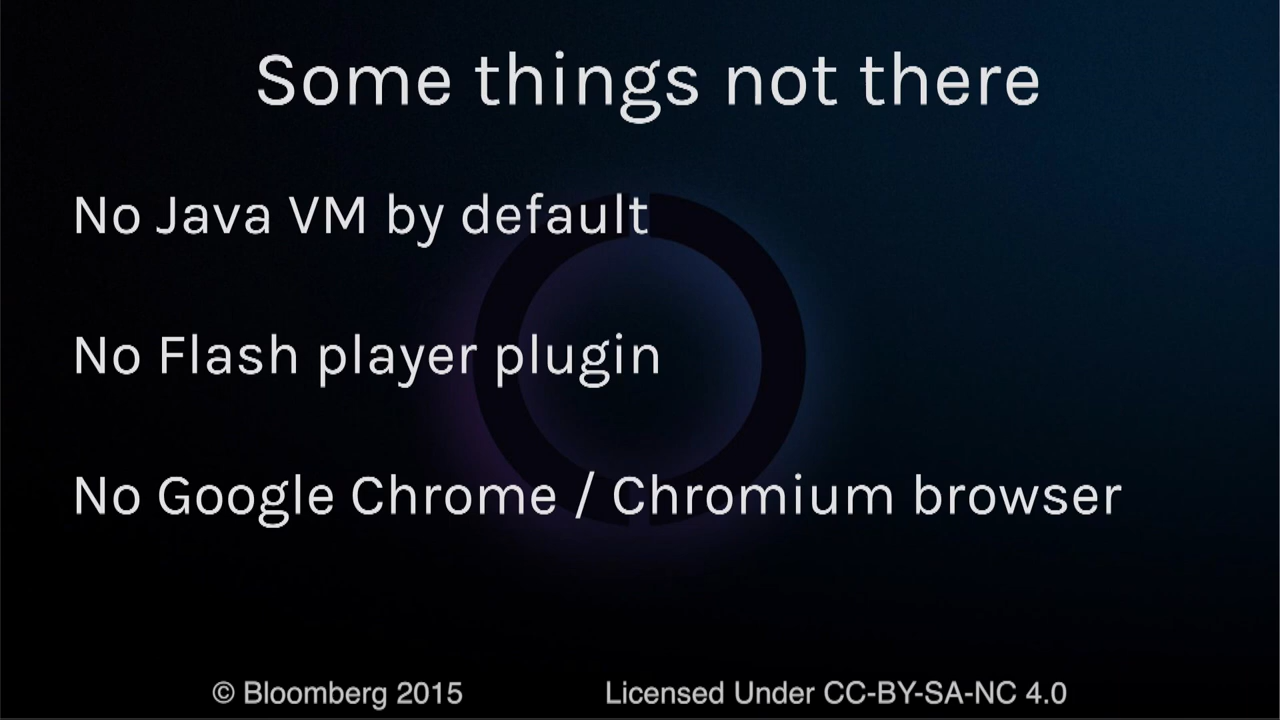 Some things not there
No Java VM by default
No Flash player plugin
No Google Chrome / Chromium browser
© Bloomberg 2015 Licensed Under CC-BY-SA-NC 4.0